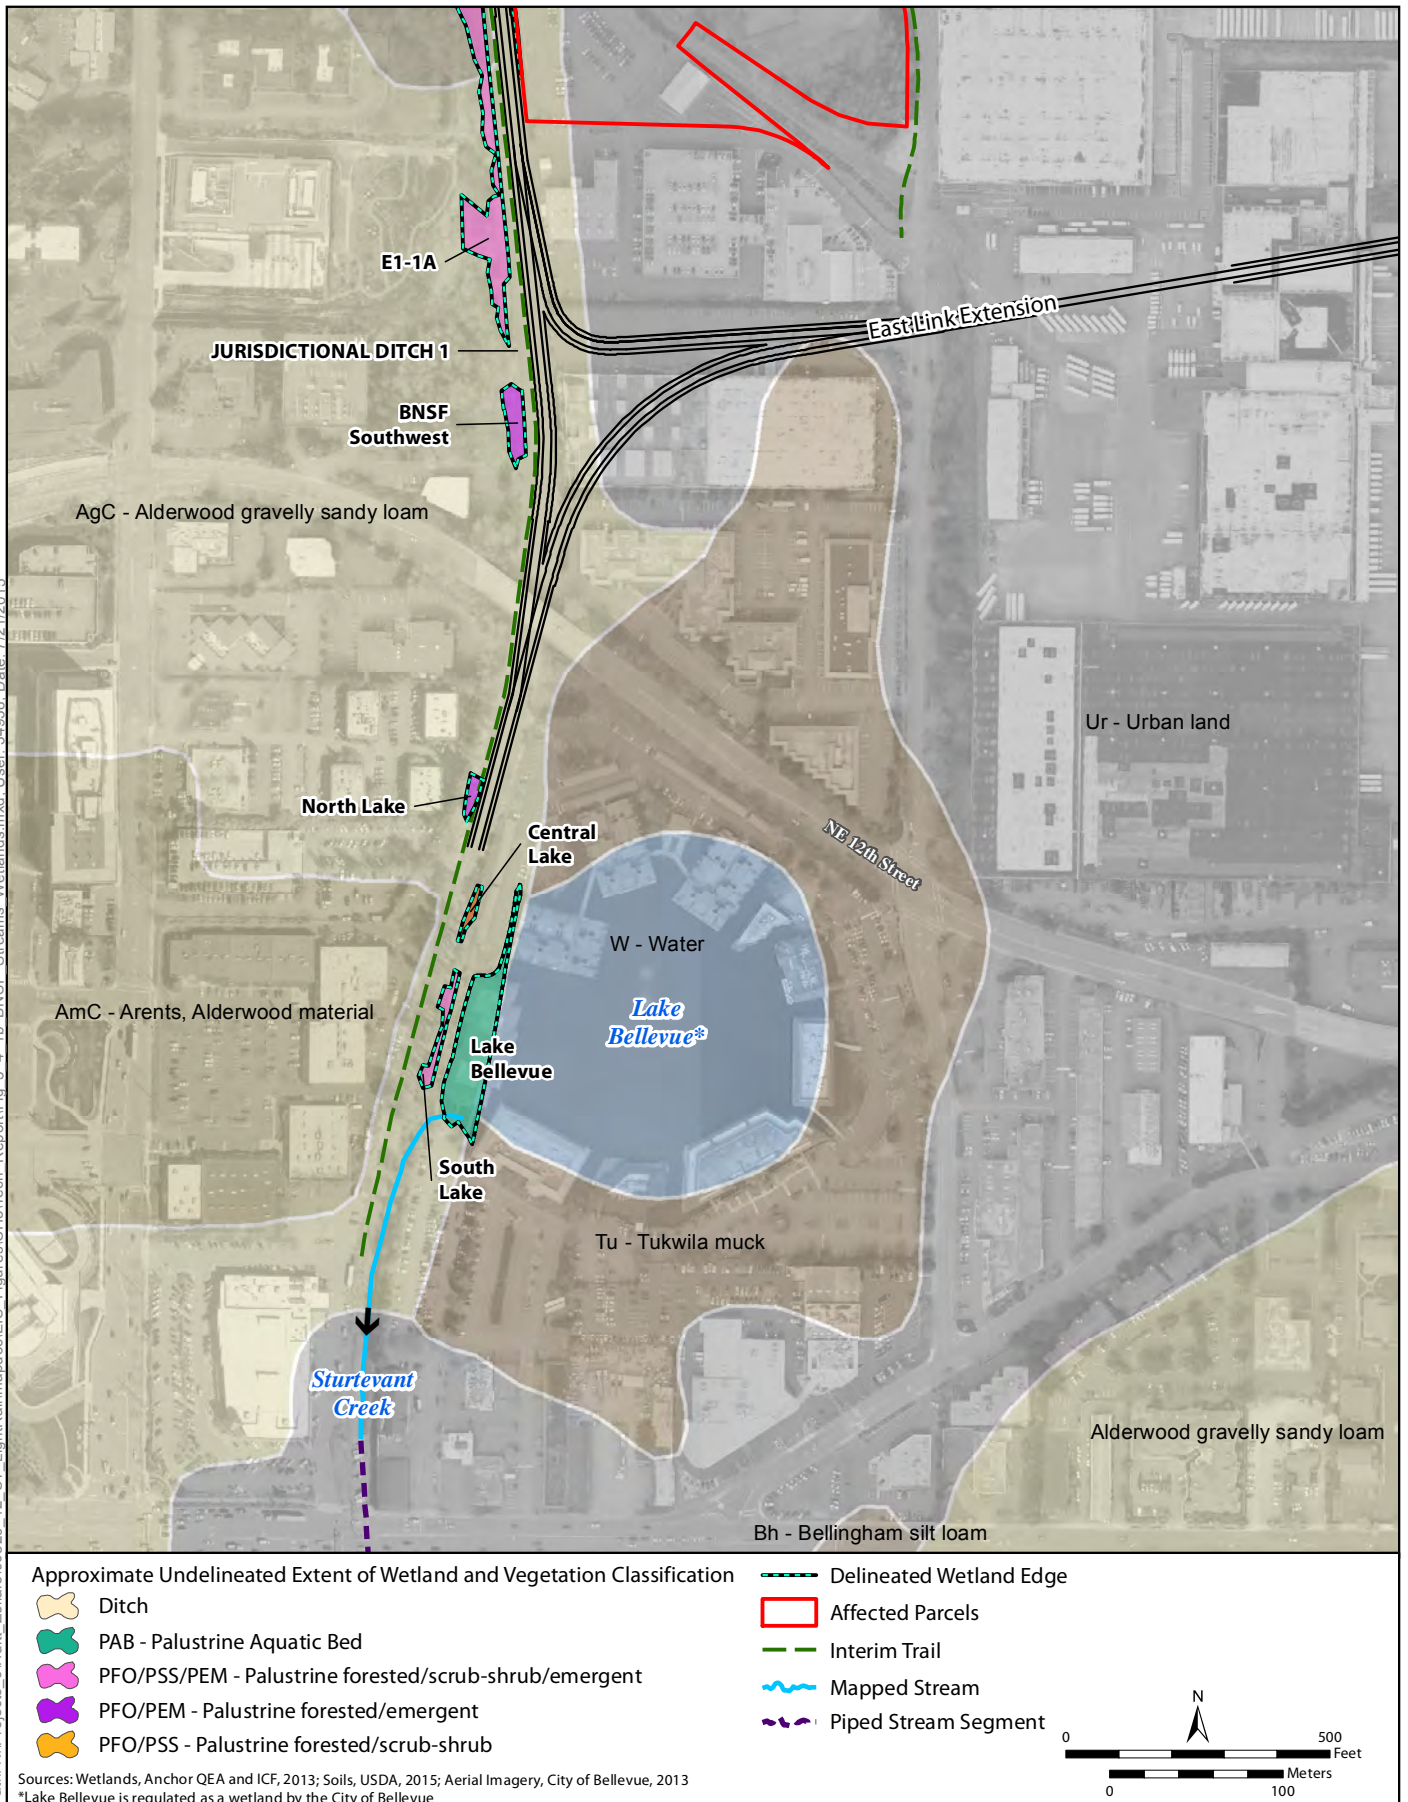 E1-1A
JURISDICTIONAL DITCH 1
BNSF
Southwest
East Link Extension
AgC - Alderwood gravelly sandy loam
Ur - Urban land
North Lake
Central
Lake
NE 12th Street
W - Water
Lake
Bellevue*
AmC - Arents, Alderwood material
Lake
Bellevue
South
Lake
Tu - Tukwila muck
Sturtevant
Creek
Alderwood gravelly sandy loam
Bh - Bellingham silt loam
Approximate Undelineated Extent of Wetland and Vegetation Classification
Ditch
PAB - Palustrine Aquatic Bed
PFO/PSS/PEM - Palustrine forested/scrub-shrub/emergent
PFO/PEM - Palustrine forested/emergent
PFO/PSS - Palustrine forested/scrub-shrub
Delineated Wetland Edge
Affected Parcels
Interim Trail
Mapped Stream
Piped Stream Segment
N
0 500
Feet
Meters
0 100
Sources: Wetlands, Anchor QEA and ICF, 2013; Soils, USDA, 2015; Aerial Imagery, City of Bellevue, 2013
*Lake Bellevue is regulated as a wetland by the City of Bellevue